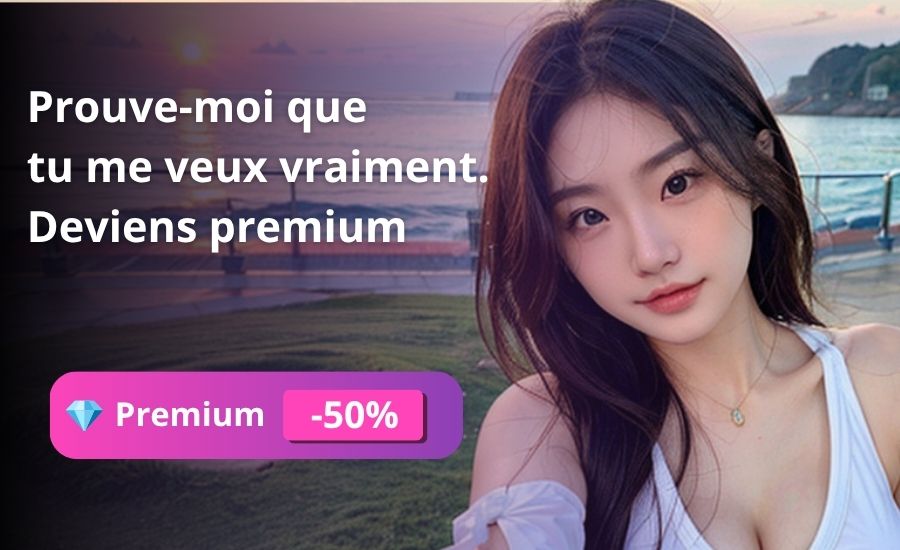 Prouve-moi que
tu me veux vraiment.
Deviens premium
💎 Premium -50%